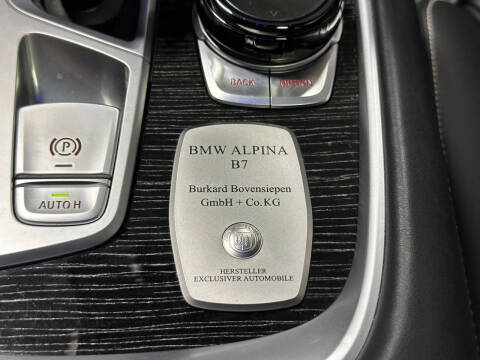 BACK
OPTION
P
AUTO H
BMW ALPINA
B7
Burkard Bovensiepen
GmbH + Co.KG
HERSTELLER
EXCLUSIVER AUTOMOBILE